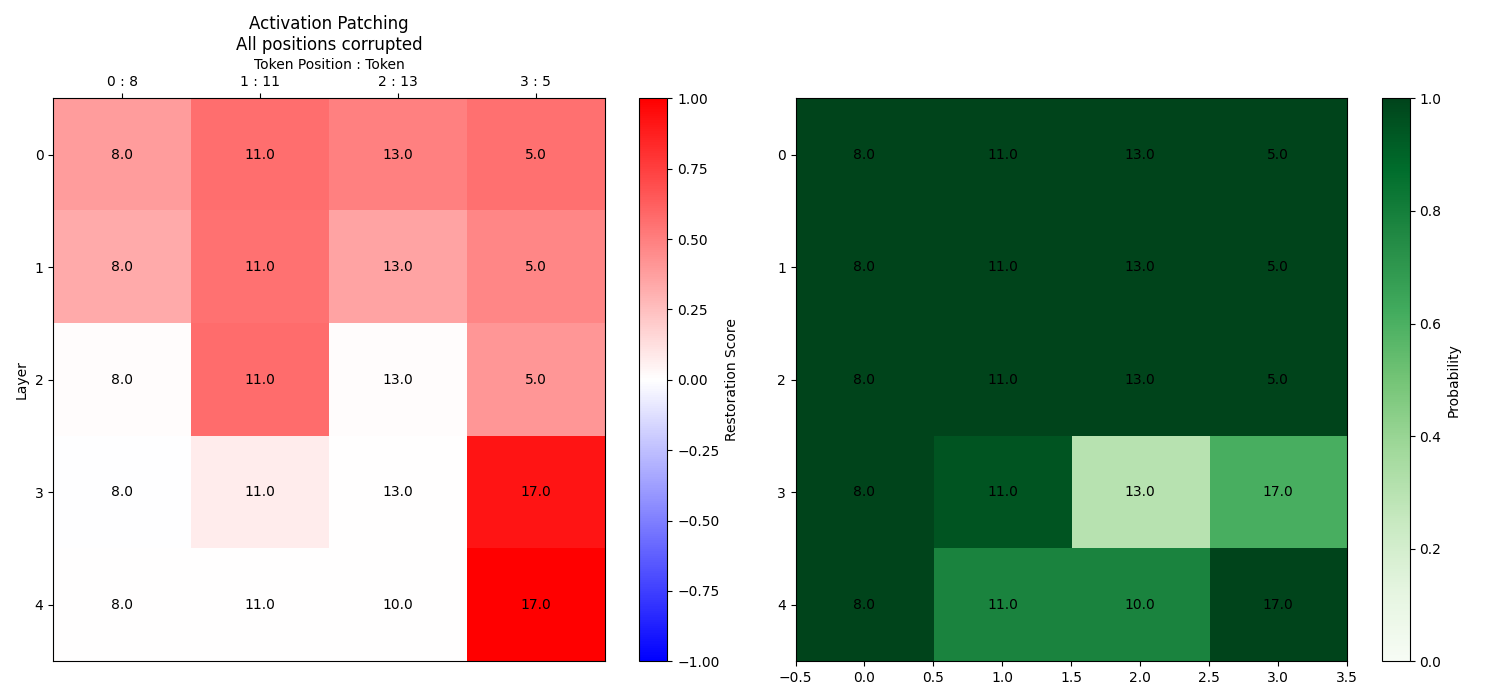 Activation Patching
All positions corrupted
Token Position : Token
0 : 8 1 : 11 2 : 13 3 : 5
Layer
0 8.0 11.0 13.0 5.0
1 8.0 11.0 13.0 5.0
2 8.0 11.0 13.0 5.0
3 8.0 11.0 13.0 17.0
4 8.0 11.0 10.0 17.0
1.00
0.75
0.50
0.25
0.00
−0.25
−0.50
−0.75
−1.00
Restoration Score
0 8.0 11.0 13.0 5.0
1 8.0 11.0 13.0 5.0
2 8.0 11.0 13.0 5.0
3 8.0 11.0 13.0 17.0
4 8.0 11.0 10.0 17.0
−0.5 0.0 0.5 1.0 1.5 2.0 2.5 3.0 3.5
1.0
0.8
0.6
0.4
0.2
0.0
Probability